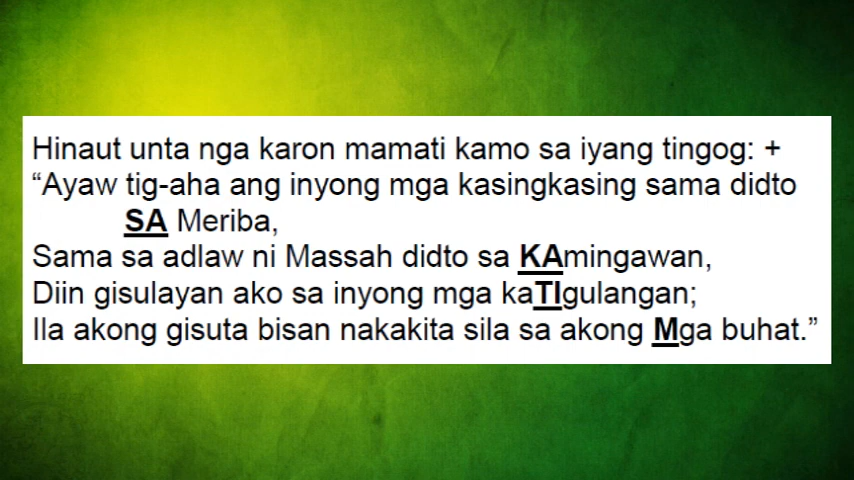 Hinaut unta nga karon mamati kamo sa iyang tingog: +
“Ayaw tig-aha ang inyong mga kasingkasing sama didto
SA Meriba,
Sama sa adlaw ni Massah didto sa KAmingawan,
Diin gisulayan ako sa inyong mga kaTIgulangan;
Ila akong gisuta bisan nakakita sila sa akong Mga buhat.”